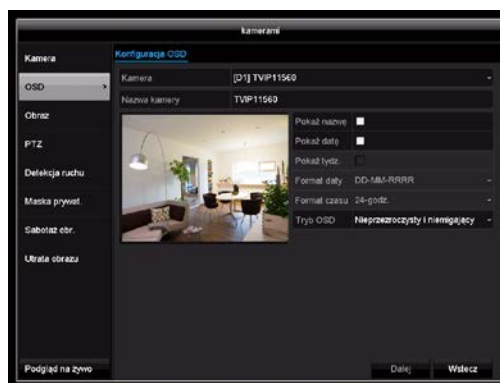 kamerami
Kamera
OSD
Obraz
PTZ
Detekcja ruchu
Maska prywat.
Sabotaż obr.
Utrata obrazu
Podgląd na żywo
Konfiguracja OSD
Kamera [D1] TVIP11560
Nazwa kamery TVIP11560
Pokaż nazwę
Pokaż datę
Pokaż tydz.
Format daty DD-MM-RRRR
Format czasu 24-godz.
Tryb OSD Nieprzezroczysty i niemigający
Dalej Wstecz